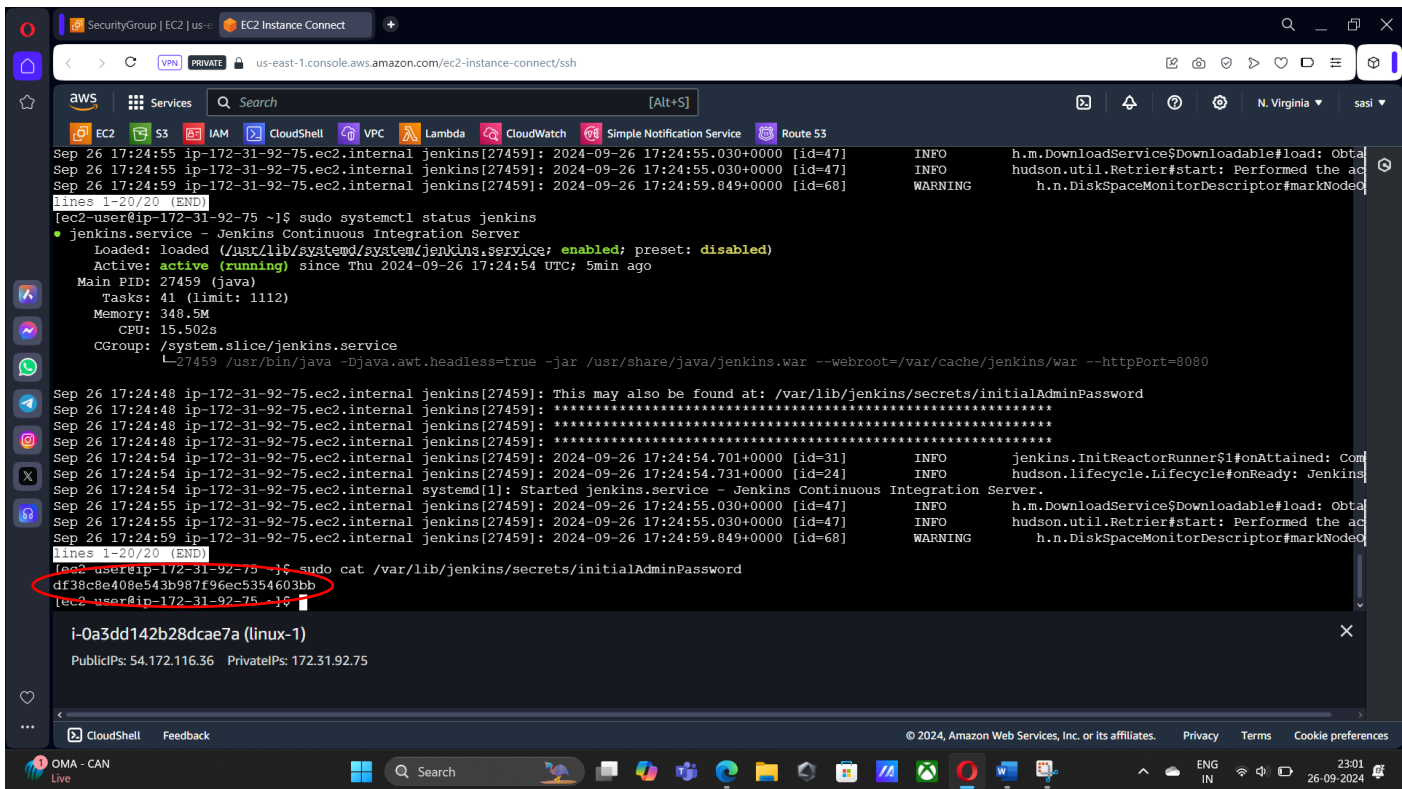 SecurityGroup | EC2 | us-e
EC2 Instance Connect
VPN PRIVATE us-east-1.console.aws.amazon.com/ec2-instance-connect/ssh
aws Services Search [Alt+S] N. Virginia ▼ sasi ▼
EC2 S3 IAM CloudShell VPC Lambda CloudWatch Simple Notification Service Route 53
Sep 26 17:24:55 ip-172-31-92-75.ec2.internal jenkins[27459]: 2024-09-26 17:24:55.030+0000 [id=47] INFO h.m.DownloadService$Downloadable#load: Obta
Sep 26 17:24:55 ip-172-31-92-75.ec2.internal jenkins[27459]: 2024-09-26 17:24:55.030+0000 [id=47] INFO hudson.util.Retrier#start: Performed the ac
Sep 26 17:24:59 ip-172-31-92-75.ec2.internal jenkins[27459]: 2024-09-26 17:24:59.849+0000 [id=68] WARNING h.n.DiskSpaceMonitorDescriptor#markNodeO
lines 1-20/20 (END)
[ec2-user@ip-172-31-92-75 ~]$ sudo systemctl status jenkins
● jenkins.service - Jenkins Continuous Integration Server
Loaded: loaded (/usr/lib/systemd/system/jenkins.service; enabled; preset: disabled)
Active: active (running) since Thu 2024-09-26 17:24:54 UTC; 5min ago
Main PID: 27459 (java)
Tasks: 41 (limit: 1112)
Memory: 348.5M
CPU: 15.502s
CGroup: /system.slice/jenkins.service
└─27459 /usr/bin/java -Djava.awt.headless=true -jar /usr/share/java/jenkins.war --webroot=/var/cache/jenkins/war --httpPort=8080
Sep 26 17:24:48 ip-172-31-92-75.ec2.internal jenkins[27459]: This may also be found at: /var/lib/jenkins/secrets/initialAdminPassword
Sep 26 17:24:48 ip-172-31-92-75.ec2.internal jenkins[27459]: *************************************************************
Sep 26 17:24:48 ip-172-31-92-75.ec2.internal jenkins[27459]: *************************************************************
Sep 26 17:24:48 ip-172-31-92-75.ec2.internal jenkins[27459]: *************************************************************
Sep 26 17:24:54 ip-172-31-92-75.ec2.internal jenkins[27459]: 2024-09-26 17:24:54.701+0000 [id=31] INFO jenkins.InitReactorRunner$1#onAttained: Com
Sep 26 17:24:54 ip-172-31-92-75.ec2.internal jenkins[27459]: 2024-09-26 17:24:54.731+0000 [id=24] INFO hudson.lifecycle.Lifecycle#onReady: Jenkins
Sep 26 17:24:54 ip-172-31-92-75.ec2.internal systemd[1]: Started jenkins.service - Jenkins Continuous Integration Server.
Sep 26 17:24:55 ip-172-31-92-75.ec2.internal jenkins[27459]: 2024-09-26 17:24:55.030+0000 [id=47] INFO h.m.DownloadService$Downloadable#load: Obta
Sep 26 17:24:55 ip-172-31-92-75.ec2.internal jenkins[27459]: 2024-09-26 17:24:55.030+0000 [id=47] INFO hudson.util.Retrier#start: Performed the ac
Sep 26 17:24:59 ip-172-31-92-75.ec2.internal jenkins[27459]: 2024-09-26 17:24:59.849+0000 [id=68] WARNING h.n.DiskSpaceMonitorDescriptor#markNodeO
lines 1-20/20 (END)
[ec2-user@ip-172-31-92-75 ~]$ sudo cat /var/lib/jenkins/secrets/initialAdminPassword
df38c8e408e543b987f96ec5354603bb
[ec2-user@ip-172-31-92-75 ~]$
i-0a3dd142b28dcae7a (linux-1)
PublicIPs: 54.172.116.36 PrivateIPs: 172.31.92.75
CloudShell Feedback © 2024, Amazon Web Services, Inc. or its affiliates. Privacy Terms Cookie preferences
1 OMA - CAN
Live
Search
ENG
IN
23:01
26-09-2024